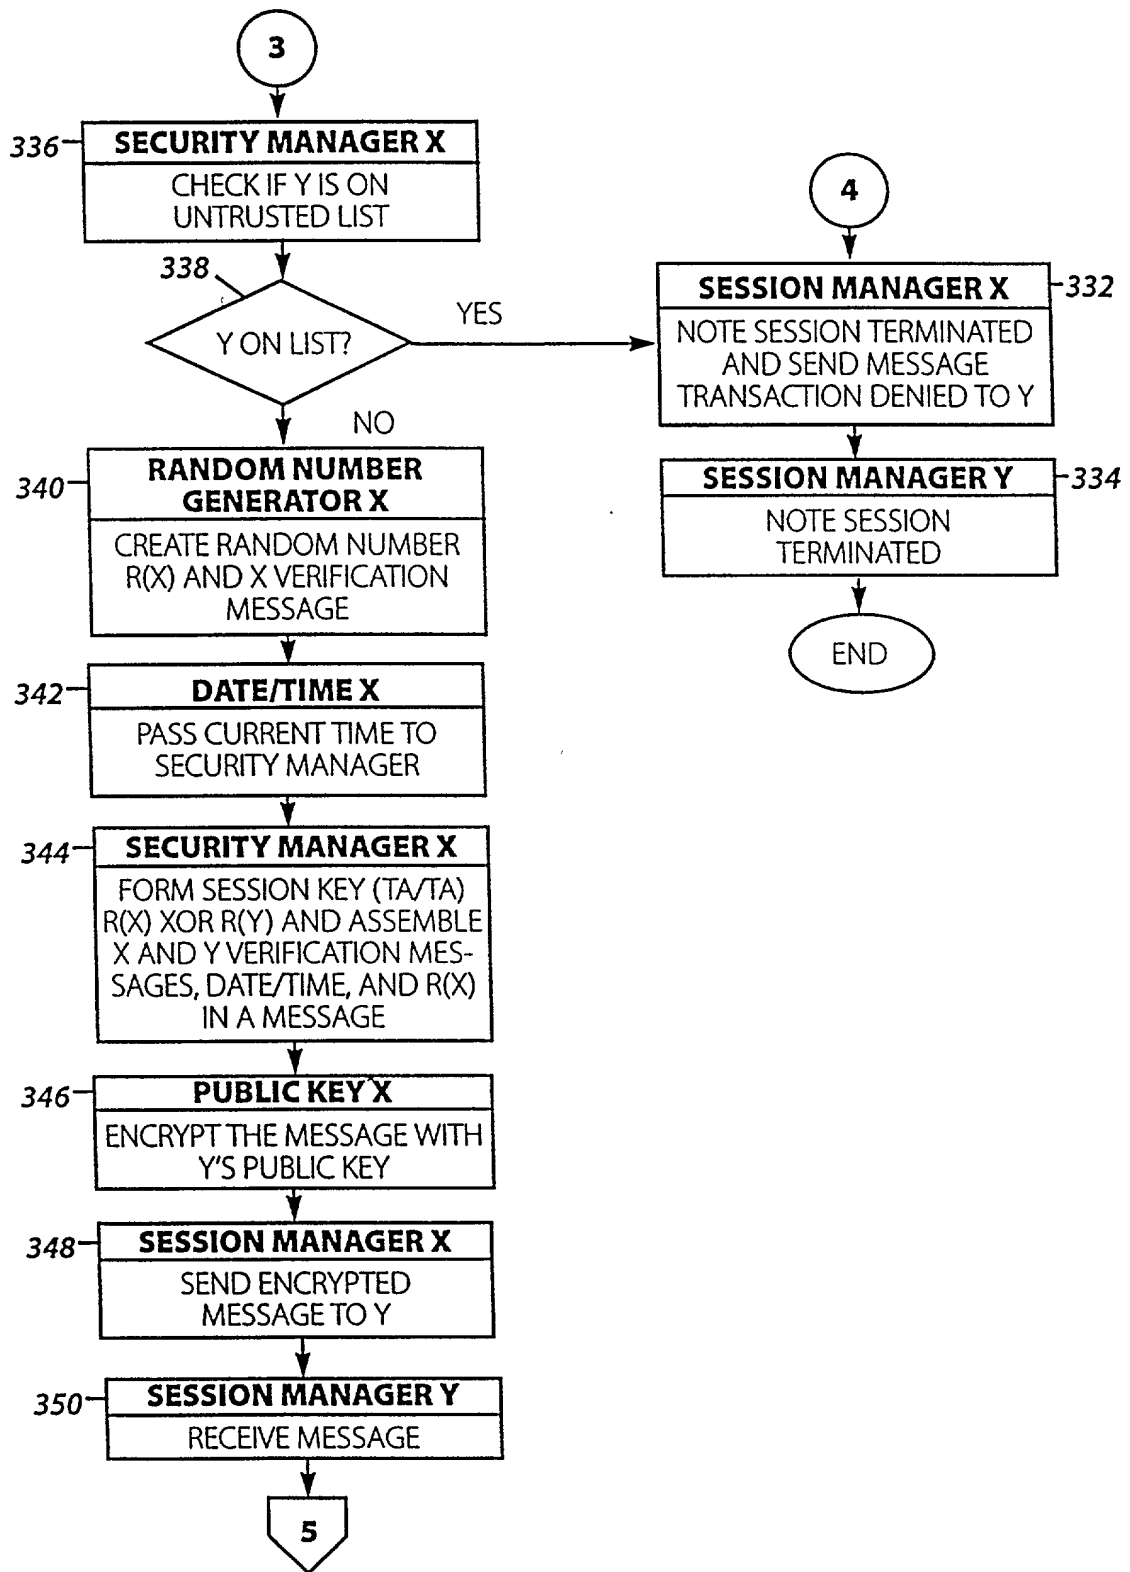 3
336
SECURITY MANAGER X
CHECK IF Y IS ON
UNTRUSTED LIST
338
Y ON LIST?
YES
NO
340
RANDOM NUMBER
GENERATOR X
CREATE RANDOM NUMBER
R(X) AND X VERIFICATION
MESSAGE
342
DATE/TIME X
PASS CURRENT TIME TO
SECURITY MANAGER
344
SECURITY MANAGER X
FORM SESSION KEY (TA/TA)
R(X) XOR R(Y) AND ASSEMBLE
X AND Y VERIFICATION MES-
SAGES, DATE/TIME, AND R(X)
IN A MESSAGE
346
PUBLIC KEY X
ENCRYPT THE MESSAGE WITH
Y'S PUBLIC KEY
348
SESSION MANAGER X
SEND ENCRYPTED
MESSAGE TO Y
350
SESSION MANAGER Y
RECEIVE MESSAGE
5
4
SESSION MANAGER X
332
NOTE SESSION TERMINATED
AND SEND MESSAGE
TRANSACTION DENIED TO Y
SESSION MANAGER Y
334
NOTE SESSION
TERMINATED
END